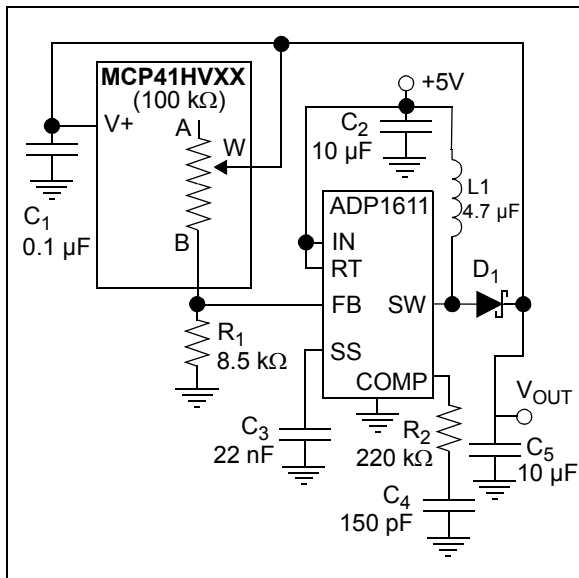 MCP41HVXX
(100 kΩ)
+5V
V+
A
C2
W
10 µF
L1
4.7 µF
C1
0.1 µF
ADP1611
B
IN
RT
D1
FB
SW
R1
8.5 kΩ
SS
COMP
VOUT
R2
220 kΩ
C3
22 nF
C5
10 µF
C4
150 pF